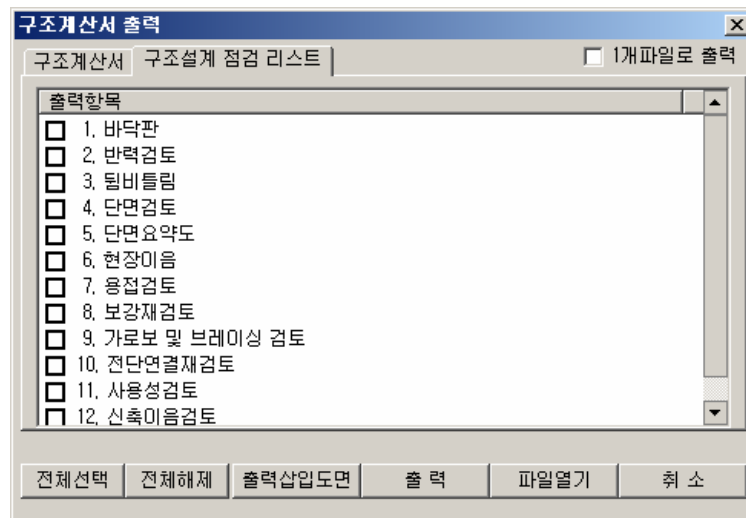 구조계산서 출력
구조계산서 구조설계 점검 리스트 1개파일로 출력
출력항목
1. 바닥판
2. 반력검토
3. 뒴비틀림
4. 단면검토
5. 단면요약도
6. 현장이음
7. 용접검토
8. 보강재검토
9. 가로보 및 브레이싱 검토
10. 전단연결재검토
11. 사용성검토
12. 신축이음검토
전체선택 전체해제 출력삽입도면 출 력 파일열기 취 소